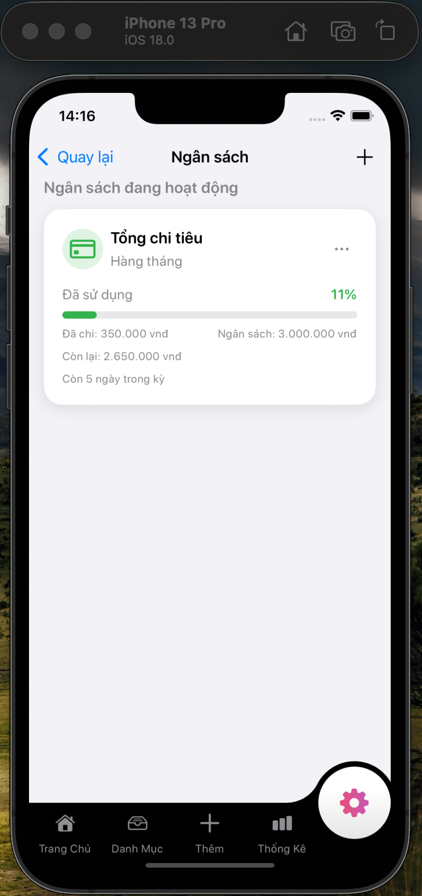 iPhone 13 Pro
iOS 18.0
14:16
Quay lại
Ngân sách
Ngân sách đang hoạt động
Tổng chi tiêu
Hàng tháng
Đã sử dụng
11%
Đã chi: 350.000 vnđ
Ngân sách: 3.000.000 vnđ
Còn lại: 2.650.000 vnđ
Còn 5 ngày trong kỳ
Trang Chủ
Danh Mục
Thêm
Thống Kê